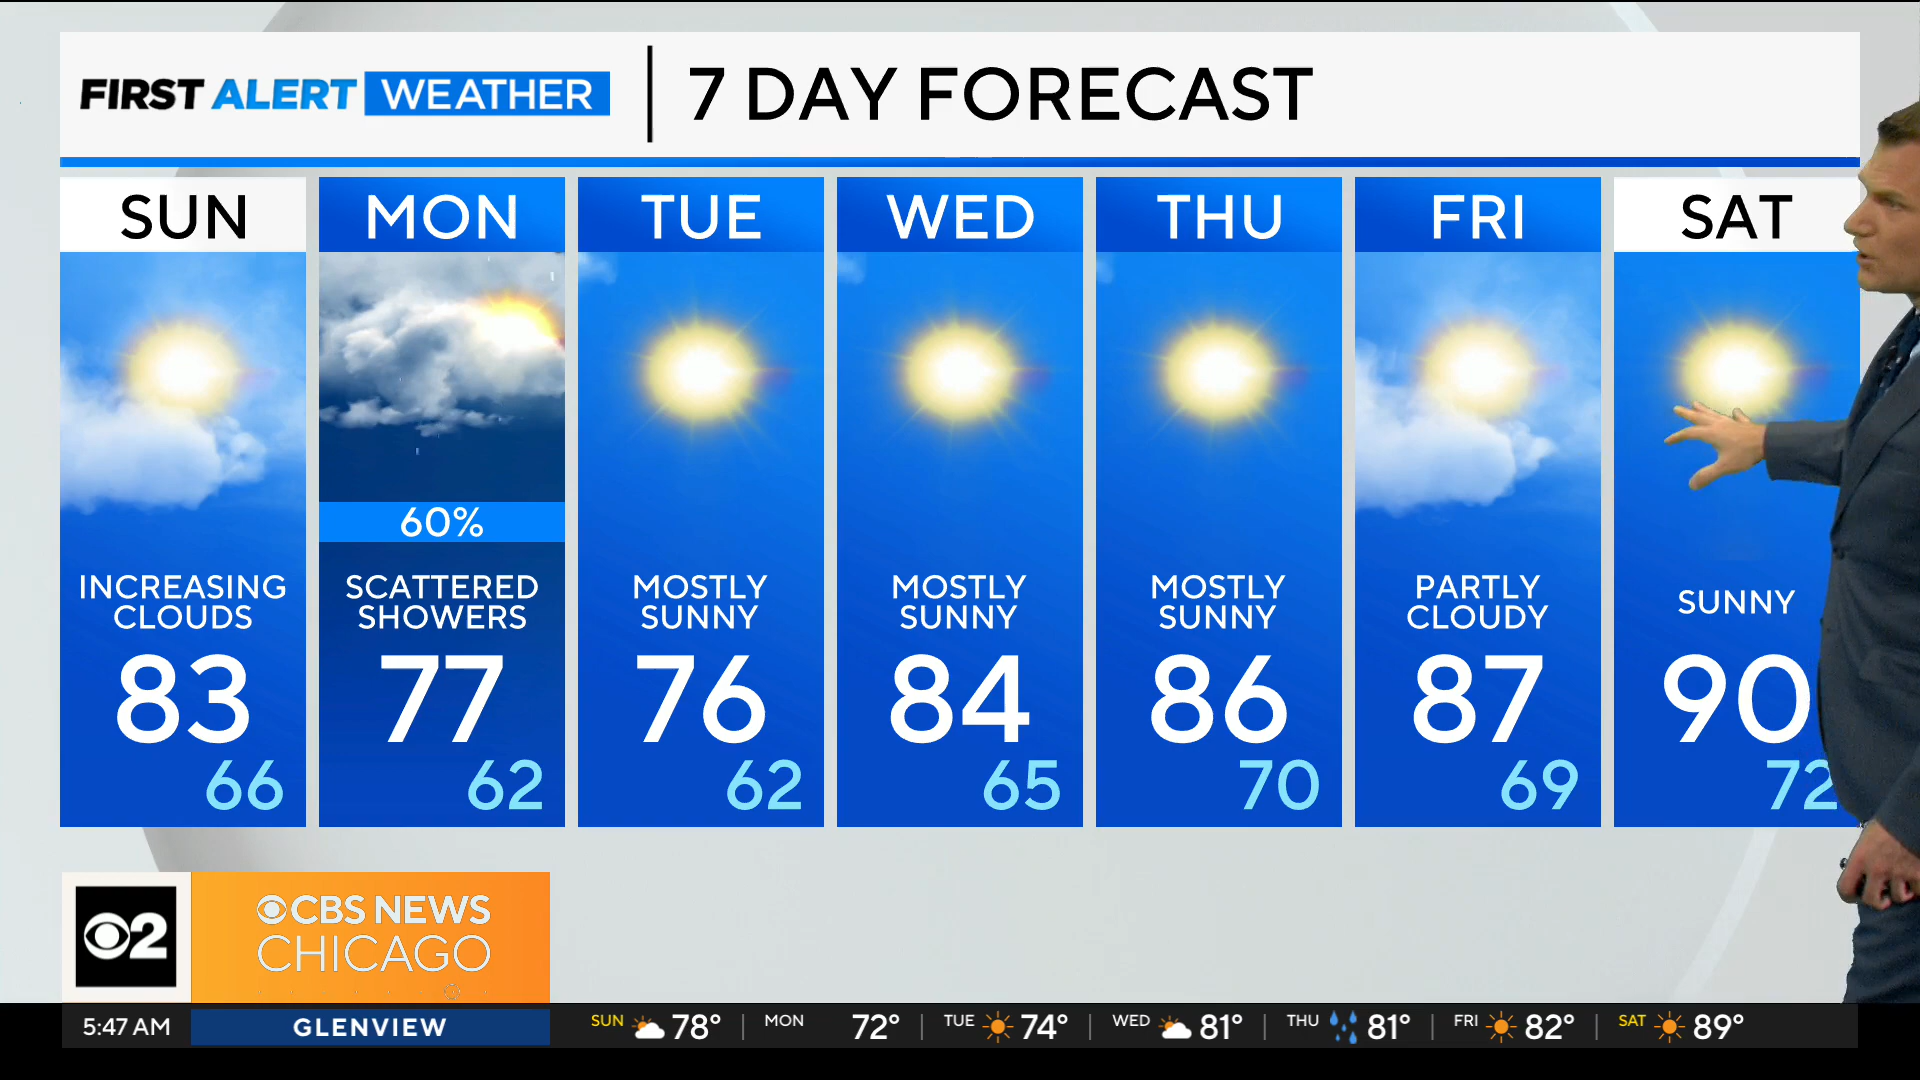 FIRST ALERT WEATHER
7 DAY FORECAST
SUN
MON
TUE
WED
THU
FRI
SAT
60%
INCREASING
CLOUDS
SCATTERED
SHOWERS
MOSTLY
SUNNY
MOSTLY
SUNNY
MOSTLY
SUNNY
PARTLY
CLOUDY
SUNNY
83
77
76
84
86
87
90
66
62
62
65
70
69
72
2
CBS NEWS
CHICAGO
5:47 AM
GLENVIEW
SUN 78° | MON 72° | TUE 74° | WED 81° | THU 81° | FRI 82° | SAT 89°